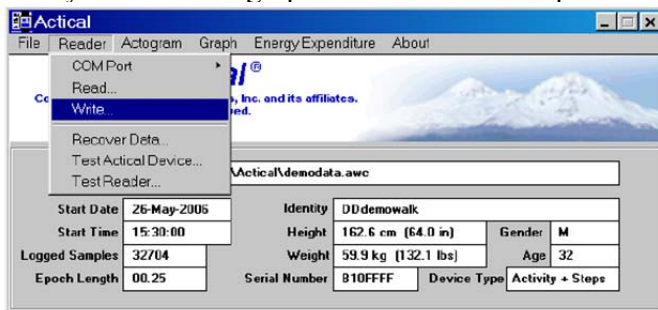 Actical
File Reader Actogram Graph Energy Expenditure About
COM Port
Read...
Write...
Recover Data...
Test Actical Device...
Test Reader...
®
, Inc. and its affiliates.
\Actical\demodata.awc
Start Date 26-May-2006 Identity DDdemowalk
Start Time 15:30:00 Height 162.6 cm (64.0 in) Gender M
Logged Samples 32704 Weight 59.9 kg (132.1 lbs) Age 32
Epoch Length 00.25 Serial Number B10FFFF Device Type Activity + Steps